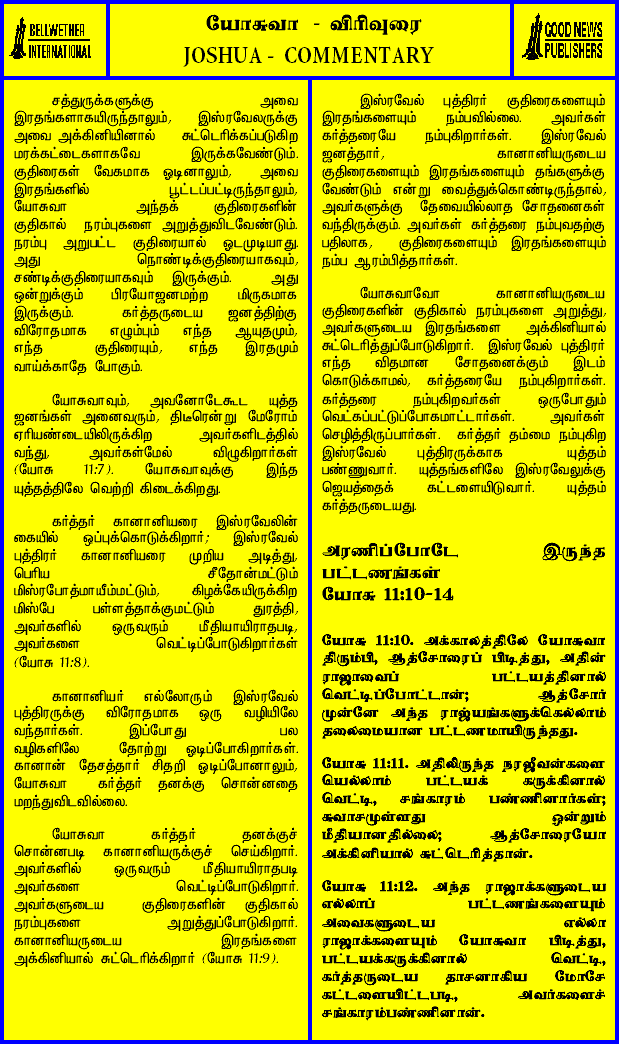 BELLWETHER
INTERNATIONAL
யோசுவா - விரிவுரை
JOSHUA - COMMENTARY
GOOD NEWS
PUBLISHERS
சத்துருக்களுக்கு அவை
இரதங்களாகயிருந்தாலும், இஸ்ரவேலருக்கு
அவை அக்கினியினால் சுட்டெரிக்கப்படுகிற
மரக்கட்டைகளாகவே இருக்கவேண்டும்.
குதிரைகள் வேகமாக ஓடினாலும், அவை
இரதங்களில் பூட்டப்பட்டிருந்தாலும்,
யோசுவா அந்தக் குதிரைகளின்
குதிகால் நரம்புகளை அறுத்துவிடவேண்டும்.
நரம்பு அறுபட்ட குதிரையால் ஓடமுடியாது.
அது நொண்டிக்குதிரையாகவும்,
சண்டிக்குதிரையாகவும் இருக்கும். அது
ஒன்றுக்கும் பிரயோஜனமற்ற மிருகமாக
இருக்கும். கர்த்தருடைய ஜனத்திற்கு
விரோதமாக எழும்பும் எந்த ஆயுதமும்,
எந்த குதிரையும், எந்த இரதமும்
வாய்க்காதே போகும்.
யோசுவாவும், அவனோடேகூட யுத்த
ஜனங்கள் அனைவரும், திடீரென்று மேரோம்
ஏரியண்டையிலிருக்கிற அவர்களிடத்தில்
வந்து, அவர்கள்மேல் விழுகிறார்கள்
(யோசு 11:7). யோசுவாவுக்கு இந்த
யுத்தத்திலே வெற்றி கிடைக்கிறது.
கர்த்தர் கானானியரை இஸ்ரவேலின்
கையில் ஒப்புக்கொடுக்கிறார்; இஸ்ரவேல்
புத்திரர் கானானியரை முறிய அடித்து,
பெரிய சீதோன்மட்டும்
மிஸ்ரபோத்மாயீம்மட்டும், கிழக்கேயிருக்கிற
மிஸ்பே பள்ளத்தாக்குமட்டும் துரத்தி,
அவர்களில் ஒருவரும் மீதியாயிராதபடி,
அவர்களை வெட்டிப்போடுகிறார்கள்
(யோசு 11:8).
கானானியர் எல்லோரும் இஸ்ரவேல்
புத்திரருக்கு விரோதமாக ஒரு வழியிலே
வந்தார்கள். இப்போது பல
வழிகளிலே தோற்று ஓடிப்போகிறார்கள்.
கானான் தேசத்தார் சிதறி ஓடிப்போனாலும்,
யோசுவா கர்த்தர் தனக்கு சொன்னதை
மறந்துவிடவில்லை.
யோசுவா கர்த்தர் தனக்குச்
சொன்னபடி கானானியருக்குச் செய்கிறார்.
அவர்களில் ஒருவரும் மீதியாயிராதபடி
அவர்களை வெட்டிப்போடுகிறார்.
அவர்களுடைய குதிரைகளின் குதிகால்
நரம்புகளை அறுத்துப்போடுகிறார்.
கானானியருடைய இரதங்களை
அக்கினியால் சுட்டெரிக்கிறார் (யோசு 11:9).
இஸ்ரவேல் புத்திரர் குதிரைகளையும்
இரதங்களையும் நம்பவில்லை. அவர்கள்
கர்த்தரையே நம்புகிறார்கள். இஸ்ரவேல்
ஜனத்தார், கானானியருடைய
குதிரைகளையும் இரதங்களையும் தங்களுக்கு
வேண்டும் என்று வைத்துக்கொண்டிருந்தால்,
அவர்களுக்கு தேவையில்லாத சோதனைகள்
வந்திருக்கும். அவர்கள் கர்த்தரை நம்புவதற்கு
பதிலாக, குதிரைகளையும் இரதங்களையும்
நம்ப ஆரம்பித்தார்கள்.
யோசுவாவோ கானானியருடைய
குதிரைகளின் குதிகால் நரம்புகளை அறுத்து,
அவர்களுடைய இரதங்களை அக்கினியால்
சுட்டெரித்துப்போடுகிறார். இஸ்ரவேல் புத்திரர்
எந்த விதமான சோதனைக்கும் இடம்
கொடுக்காமல், கர்த்தரையே நம்புகிறார்கள்.
கர்த்தரை நம்புகிறவர்கள் ஒருபோதும்
வெட்கப்பட்டுப்போகமாட்டார்கள். அவர்கள்
செழித்திருப்பார்கள். கர்த்தர் தம்மை நம்புகிற
இஸ்ரவேல் புத்திரருக்காக யுத்தம்
பண்ணுவார். யுத்தங்களிலே இஸ்ரவேலுக்கு
ஜெயத்தைக் கட்டளையிடுவார். யுத்தம்
கர்த்தருடையது.
அரணிப்போடே இருந்த
பட்டணங்கள்
யோசு 11:10-14
யோசு 11:10. அக்காலத்திலே யோசுவா
திரும்பி, ஆத்சோரைப் பிடித்து, அதின்
ராஜாவைப் பட்டயத்தினால்
வெட்டிப்போட்டான்; ஆத்சோர்
முன்னே அந்த ராஜ்யங்களுக்கெல்லாம்
தலைமையான பட்டணமாயிருந்தது.
யோசு 11:11. அதிலிருந்த நரஜீவன்களை
யெல்லாம் பட்டயக் கருக்கினால்
வெட்டி, சங்காரம் பண்ணினார்கள்;
சுவாசமுள்ளது ஒன்றும்
மீதியானதில்லை; ஆத்சோரையோ
அக்கினியால் சுட்டெரித்தான்.
யோசு 11:12. அந்த ராஜாக்களுடைய
எல்லாப் பட்டணங்களையும்
அவைகளுடைய எல்லா
ராஜாக்களையும் யோசுவா பிடித்து,
பட்டயக்கருக்கினால் வெட்டி,
கர்த்தருடைய தாசனாகிய மோசே
கட்டளையிட்டபடி, அவர்களைச்
சங்காரம்பண்ணினான்.